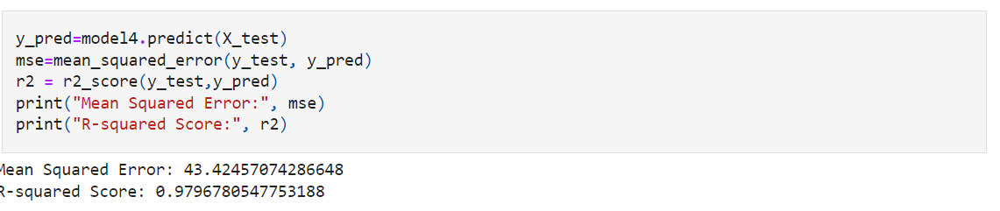 y_pred=model4.predict(X_test)
mse=mean_squared_error(y_test, y_pred)
r2 = r2_score(y_test,y_pred)
print("Mean Squared Error:", mse)
print("R-squared Score:", r2)
Mean Squared Error: 43.42457074286648
R-squared Score: 0.9796780547753188